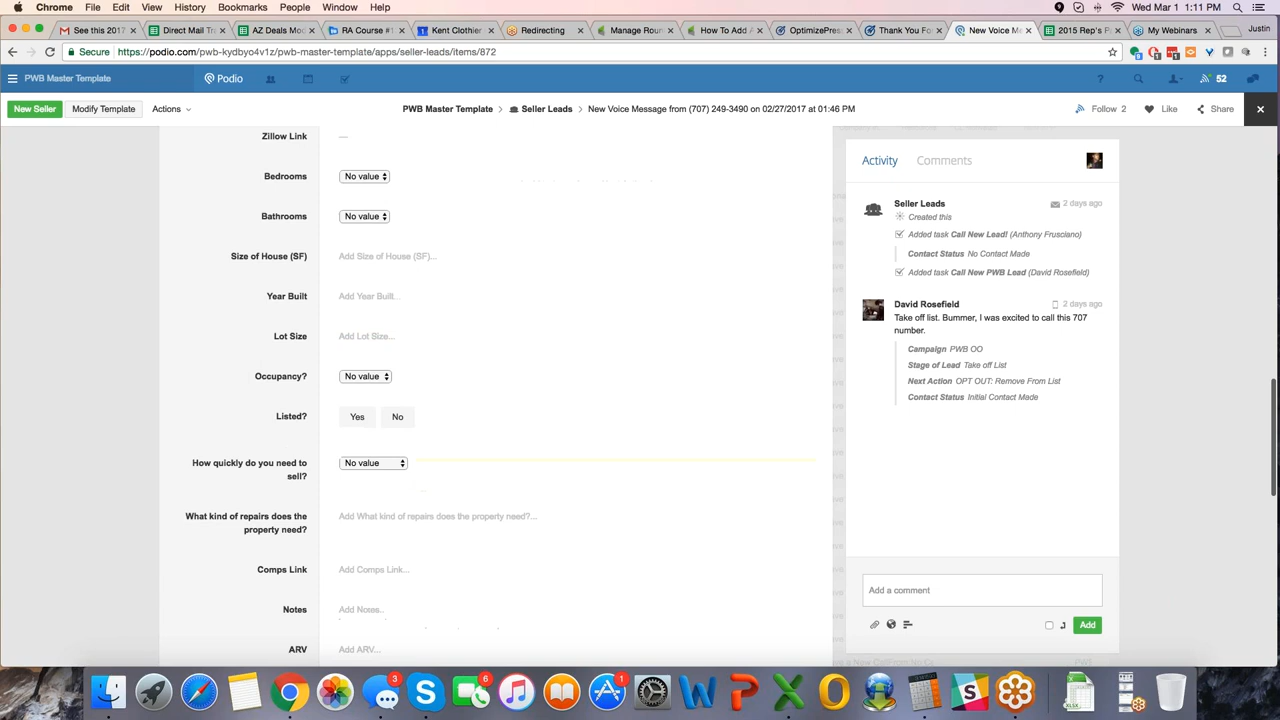 Chrome File Edit View History Bookmarks People Window Help
Wed Mar 1 1:11 PM
See this 2017
Direct Mail Tr
AZ Deals Mod
RA Course #1
Kent Clothier
Redirecting
Manage Roun
How To Add A
OptimizePres
Thank You Fo
New Voice Me
2015 Rep's P
My Webinars
Justin
Secure https://podio.com/pwb-kydbyo4v1z/pwb-master-template/apps/seller-leads/items/872
PWB Master Template
Podio
? 52
New Seller Modify Template Actions
PWB Master Template > Seller Leads > New Voice Message from (707) 249-3490 on 02/27/2017 at 01:46 PM
Follow 2 Like Share
Zillow Link —
Bedrooms No value
Bathrooms No value
Size of House (SF) Add Size of House (SF)...
Year Built Add Year Built...
Lot Size Add Lot Size...
Occupancy? No value
Listed? Yes No
How quickly do you need to
sell?
No value
What kind of repairs does the
property need?
Add What kind of repairs does the property need?...
Comps Link Add Comps Link...
Notes Add Notes..
ARV Add ARV...
Activity Comments
Seller Leads 2 days ago
Created this
Added task Call New Lead! (Anthony Frusciano)
Contact Status No Contact Made
Added task Call New PWB Lead (David Rosefield)
David Rosefield 2 days ago
Take off list. Bummer, I was excited to call this 707
number.
Campaign PWB OO
Stage of Lead Take off List
Next Action OPT OUT: Remove From List
Contact Status Initial Contact Made
Add a comment
Add
3
6
1
XLSX